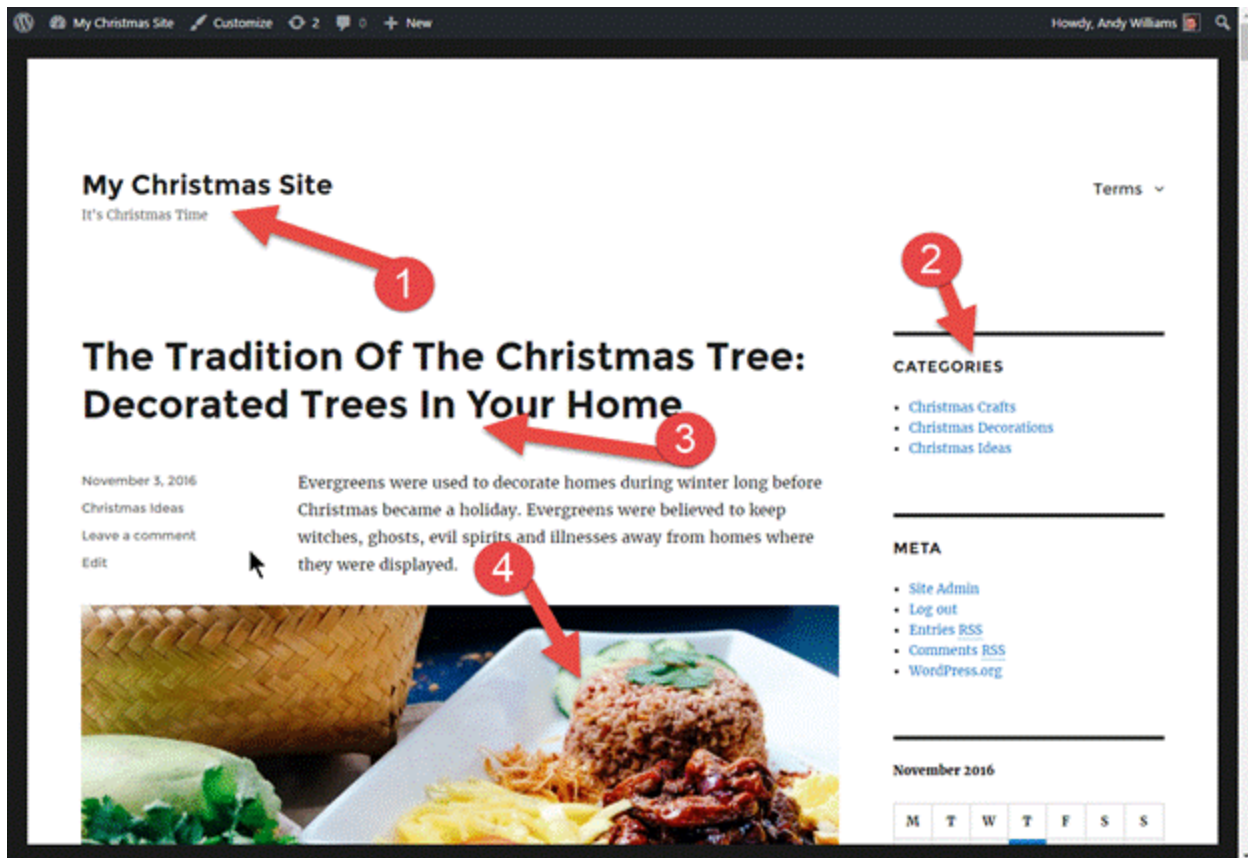 My Christmas Site Customize 2 0 New Howdy, Andy Williams
My Christmas Site
It's Christmas Time
Terms
1
2
The Tradition Of The Christmas Tree:
Decorated Trees In Your Home
3
November 3, 2016
Christmas Ideas
Leave a comment
Edit
Evergreens were used to decorate homes during winter long before
Christmas became a holiday. Evergreens were believed to keep
witches, ghosts, evil spirits and illnesses away from homes where
they were displayed.
4
CATEGORIES
Christmas Crafts
Christmas Decorations
Christmas Ideas
META
Site Admin
Log out
Entries RSS
Comments RSS
WordPress.org
November 2016
M T W T F S S